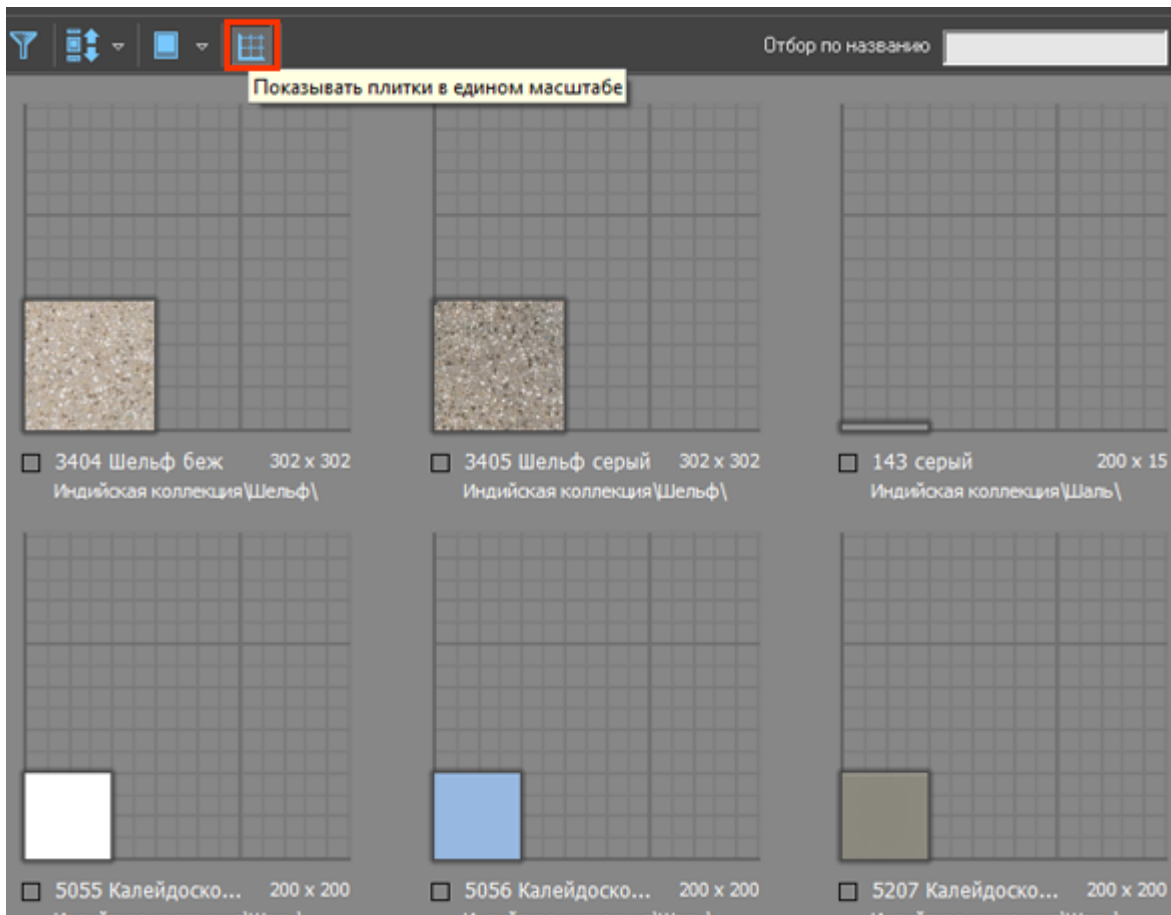 Отбор по названию
Показывать плитки в едином масштабе
3404 Шельф беж 302 x 302
Индийская коллекция\Шельф\
3405 Шельф серый 302 x 302
Индийская коллекция\Шельф\
143 серый 200 x 15
Индийская коллекция\Шаль\
5055 Калейдоско... 200 x 200
5056 Калейдоско... 200 x 200
5207 Калейдоско... 200 x 200